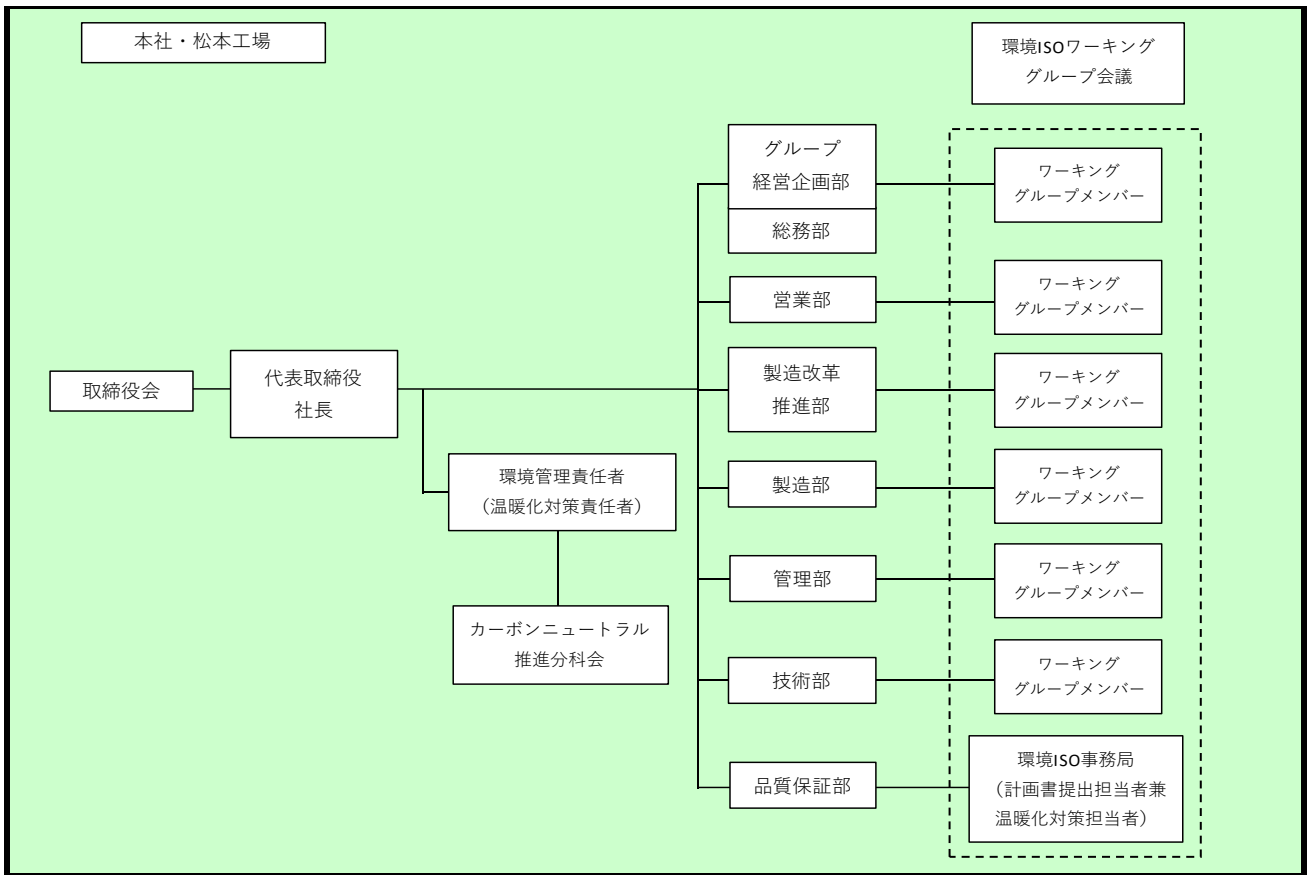 本社・松本工場
環境ISOワーキング
グループ会議
グループ
経営企画部
総務部
ワーキング
グループメンバー
営業部
ワーキング
グループメンバー
取締役会
代表取締役
社長
製造改革
推進部
ワーキング
グループメンバー
環境管理責任者
（温暖化対策責任者）
製造部
ワーキング
グループメンバー
カーボンニュートラル
推進分科会
管理部
ワーキング
グループメンバー
技術部
ワーキング
グループメンバー
品質保証部
環境ISO事務局
（計画書提出担当者兼
温暖化対策担当者）